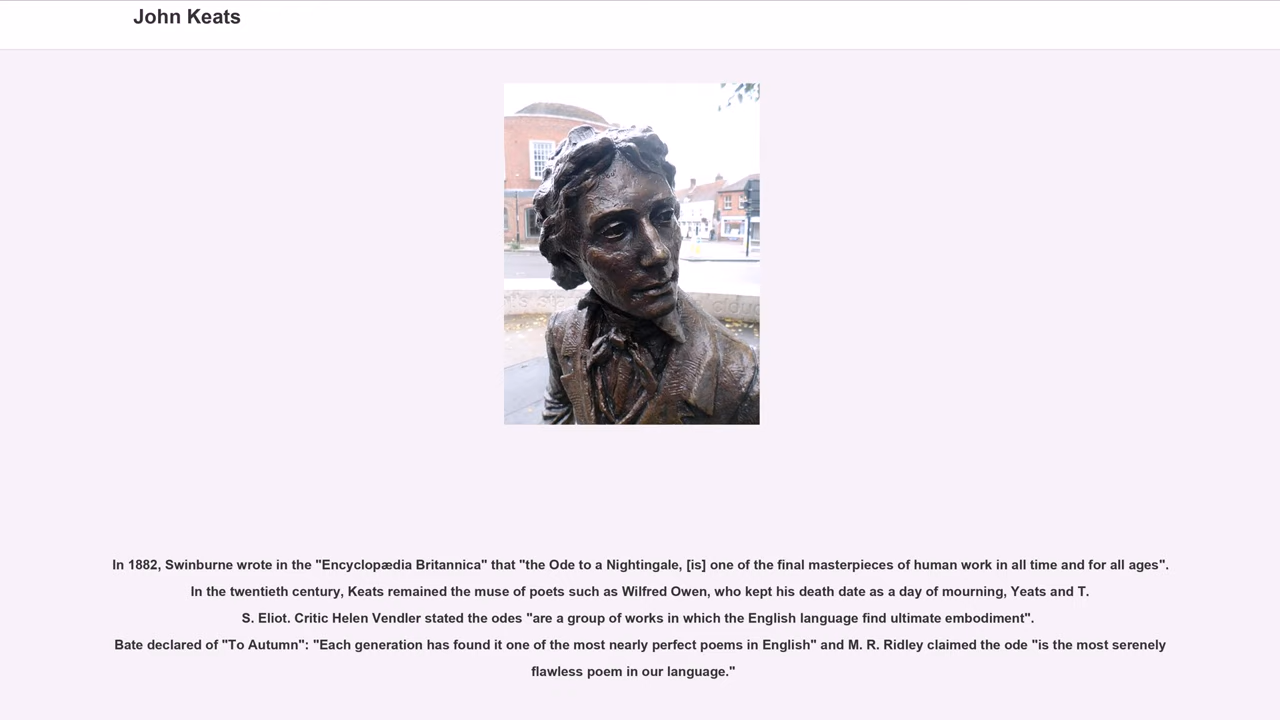 John Keats
In 1882, Swinburne wrote in the "Encyclopædia Britannica" that "the Ode to a Nightingale, [is] one of the final masterpieces of human work in all time and for all ages".
In the twentieth century, Keats remained the muse of poets such as Wilfred Owen, who kept his death date as a day of mourning, Yeats and T.
S. Eliot. Critic Helen Vendler stated the odes "are a group of works in which the English language find ultimate embodiment".
Bate declared of "To Autumn": "Each generation has found it one of the most nearly perfect poems in English" and M. R. Ridley claimed the ode "is the most serenely
flawless poem in our language."